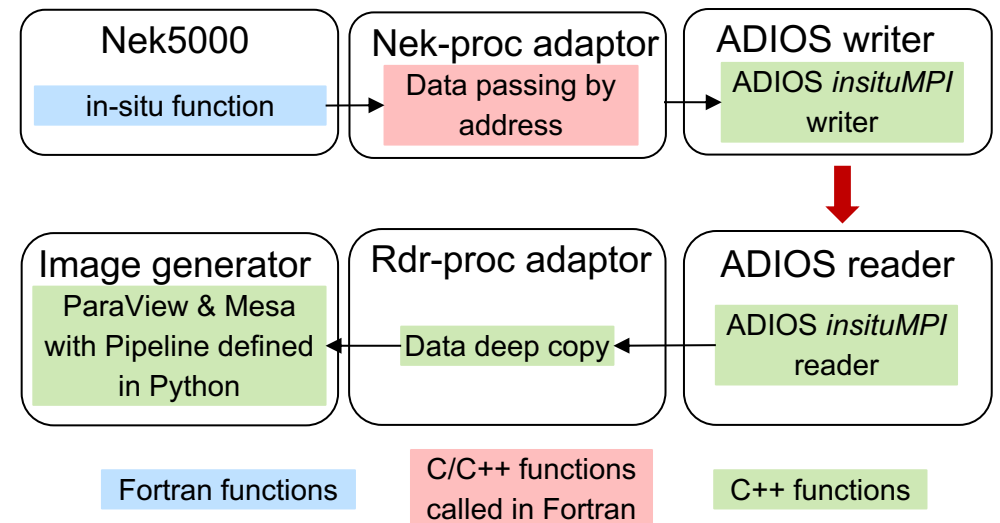 Nek5000
in-situ function
Nek-proc adaptor
Data passing by
address
ADIOS writer
ADIOS insituMPI
writer
Image generator
ParaView & Mesa
with Pipeline defined
in Python
Rdr-proc adaptor
Data deep copy
ADIOS reader
ADIOS insituMPI
reader
Fortran functions
C/C++ functions
called in Fortran
C++ functions